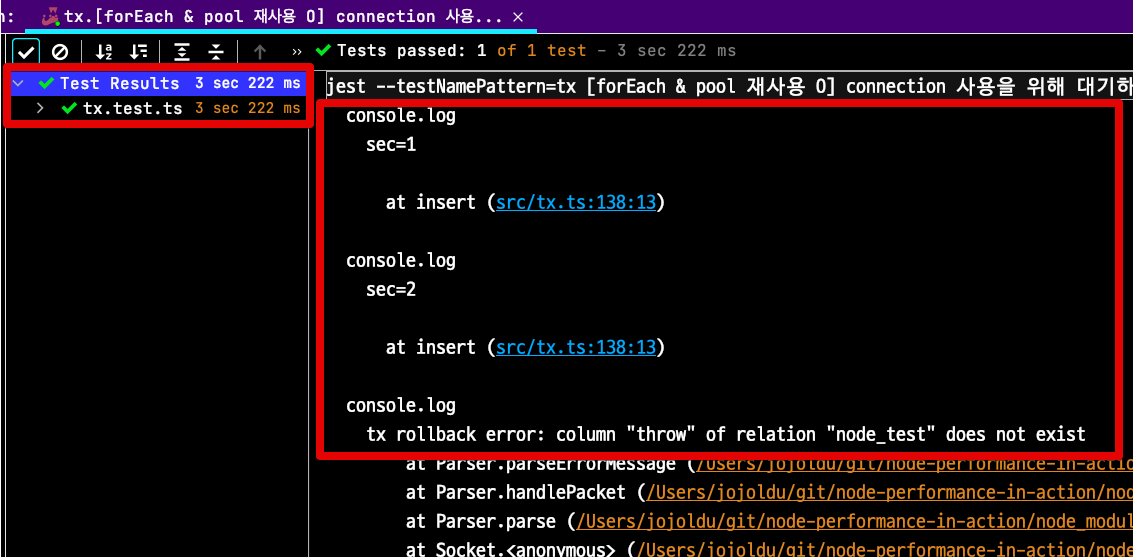 n:
tx.[forEach & pool 재사용 O] connection 사용... ×
Tests passed: 1 of 1 test – 3 sec 222 ms
Test Results 3 sec 222 ms
tx.test.ts 3 sec 222 ms
jest --testNamePattern=tx [forEach & pool 재사용 O] connection 사용을 위해 대기하
console.log
sec=1
at insert (src/tx.ts:138:13)
console.log
sec=2
at insert (src/tx.ts:138:13)
console.log
tx rollback error: column "throw" of relation "node_test" does not exist
at Parser.parseErrorMessage (/Users/jojoldu/git/node-performance-in-actio
at Parser.handlePacket (/Users/jojoldu/git/node-performance-in-action/nod
at Parser.parse (/Users/jojoldu/git/node-performance-in-action/node_modul
at Socket.<anonymous> (/Users/jojoldu/git/node-performance-in-action/node